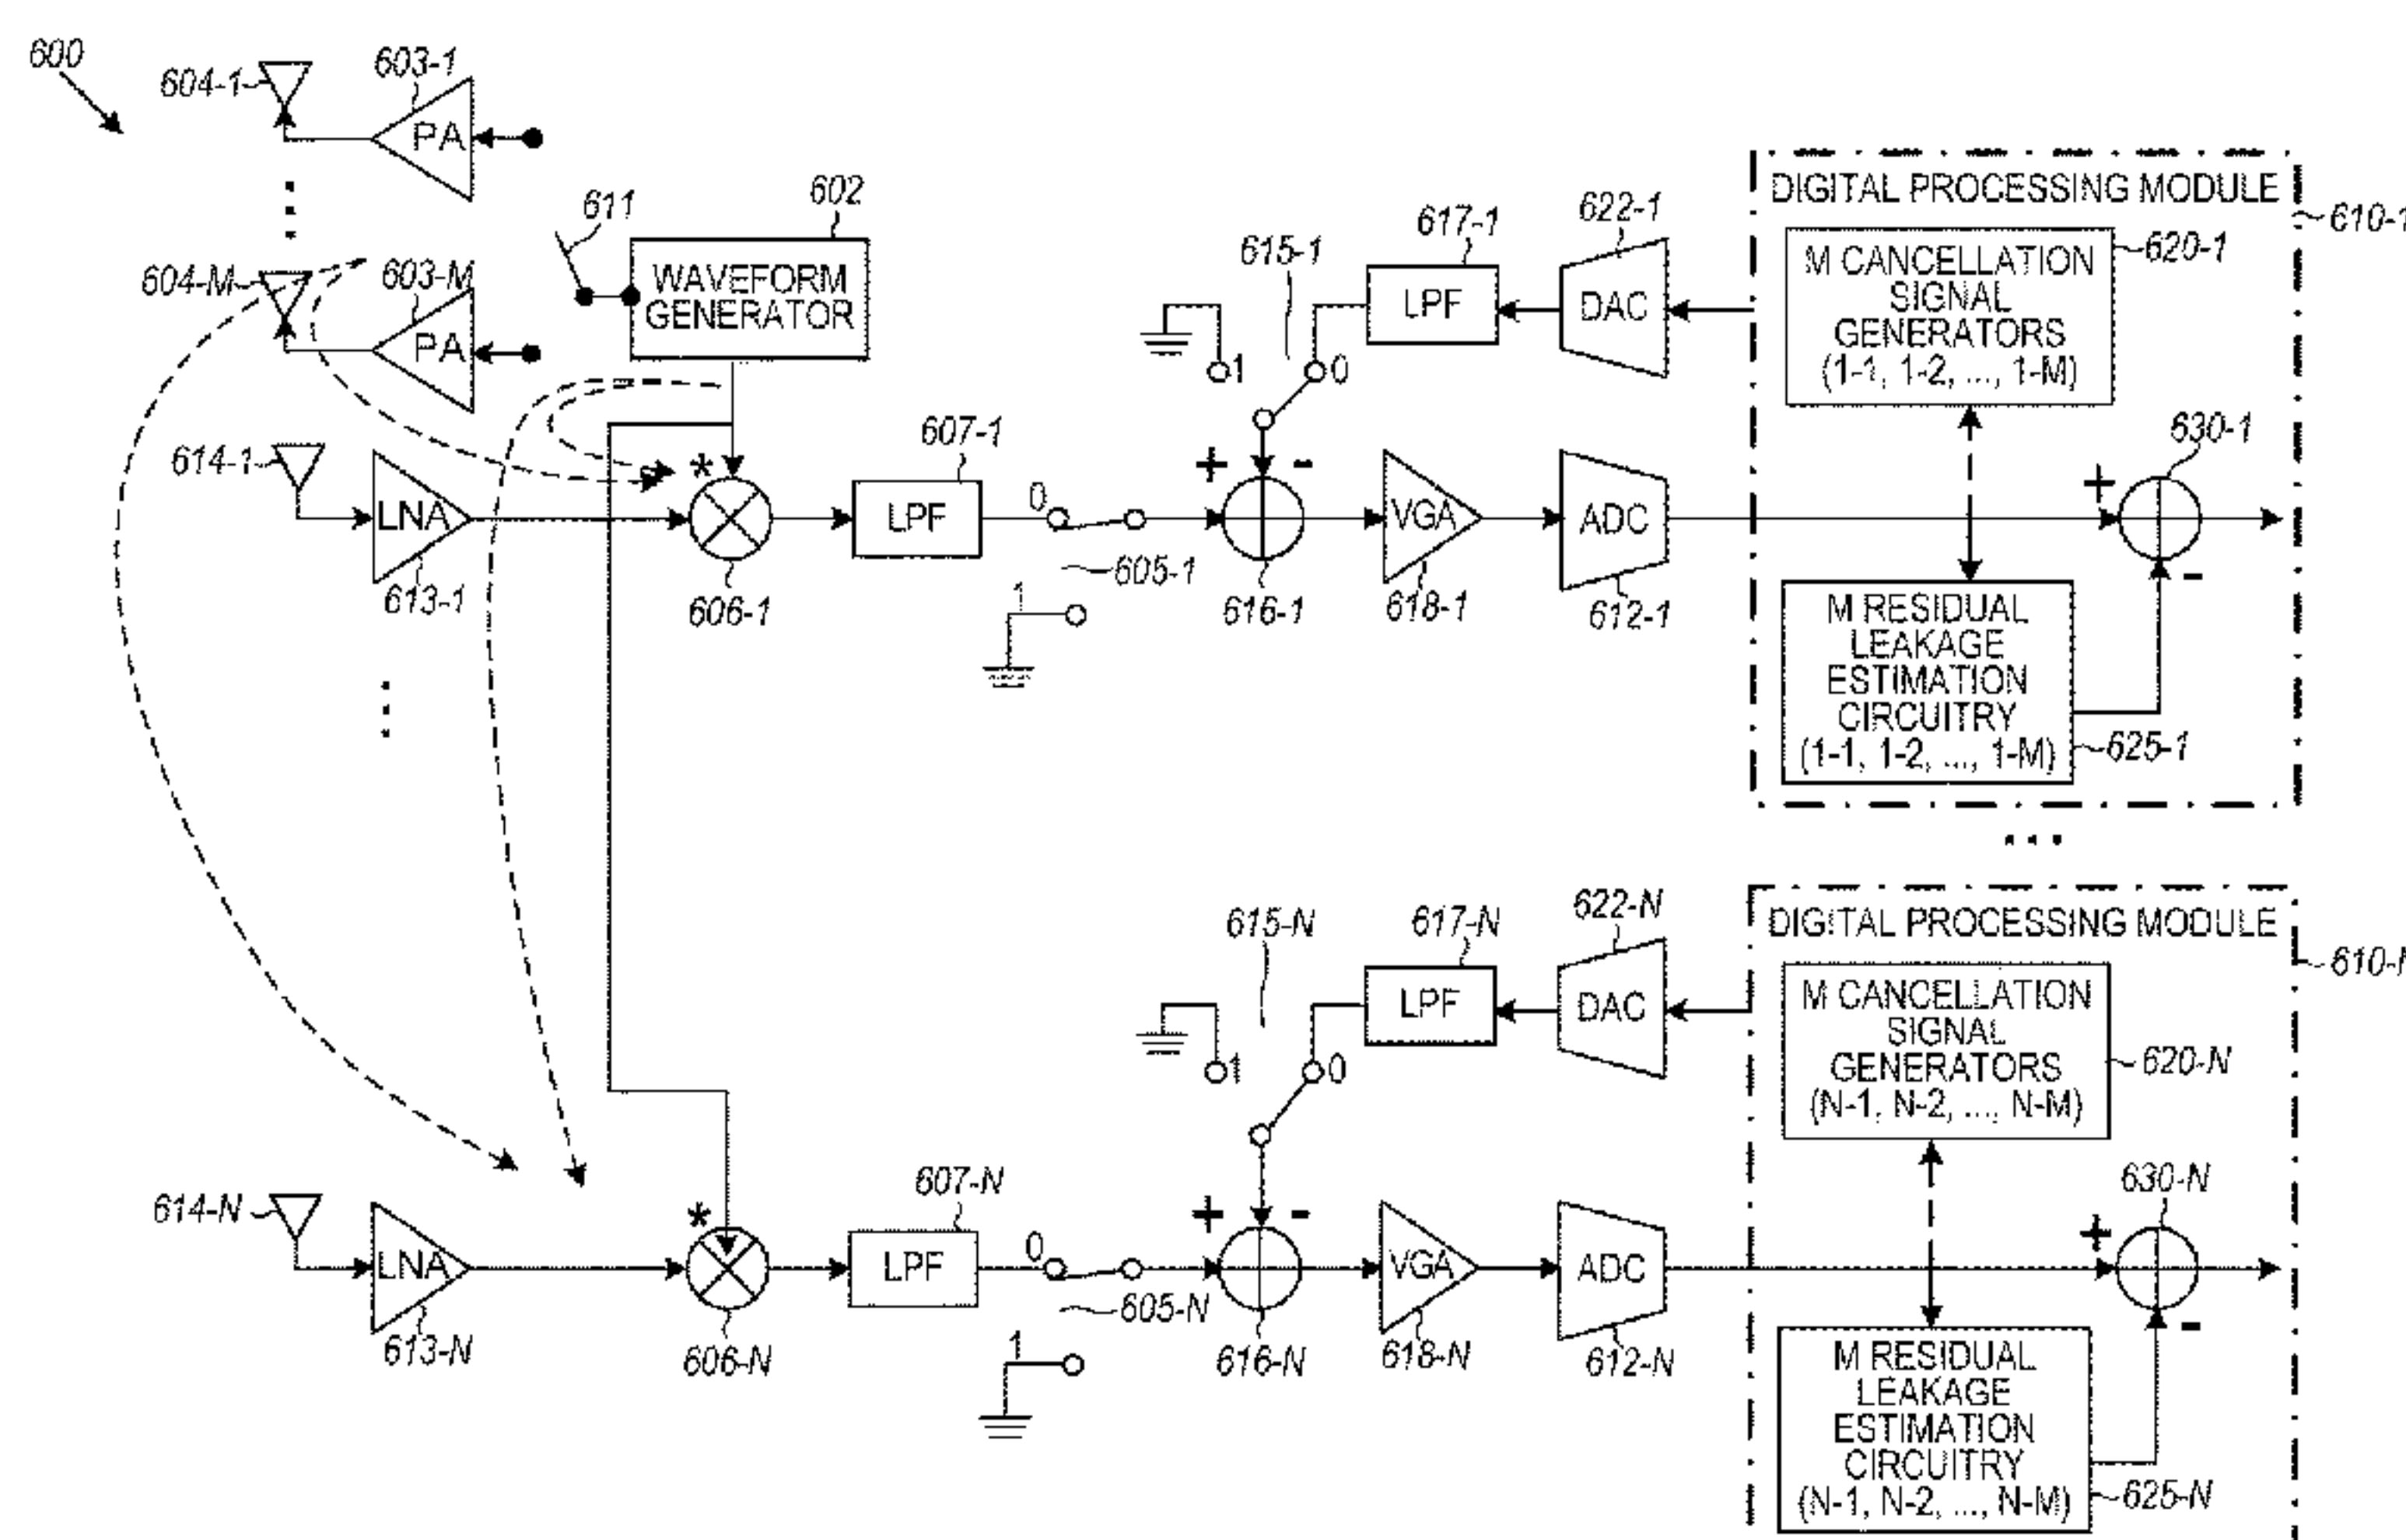 600
604-1
603-1
PA
604-M
603-M
PA
611
602
WAVEFORM
GENERATOR
614-1
LNA
613-1
*
606-1
607-1
LPF
0
605-1
1
615-1
1
0
617-1
LPF
622-1
DAC
+
-
616-1
VGA
618-1
ADC
612-1
DIGITAL PROCESSING MODULE
610-1
M CANCELLATION
SIGNAL
GENERATORS
(1-1, 1-2, ..., 1-M)
620-1
630-1
+
-
M RESIDUAL
LEAKAGE
ESTIMATION
CIRCUITRY
(1-1, 1-2, ..., 1-M)
625-1
614-N
LNA
613-N
*
606-N
607-N
LPF
0
605-N
1
615-N
1
0
617-N
LPF
622-N
DAC
+
-
616-N
VGA
618-N
ADC
612-N
DIGITAL PROCESSING MODULE
610-N
M CANCELLATION
SIGNAL
GENERATORS
(N-1, N-2, ..., N-M)
620-N
630-N
+
-
M RESIDUAL
LEAKAGE
ESTIMATION
CIRCUITRY
(N-1, N-2, ..., N-M)
625-N